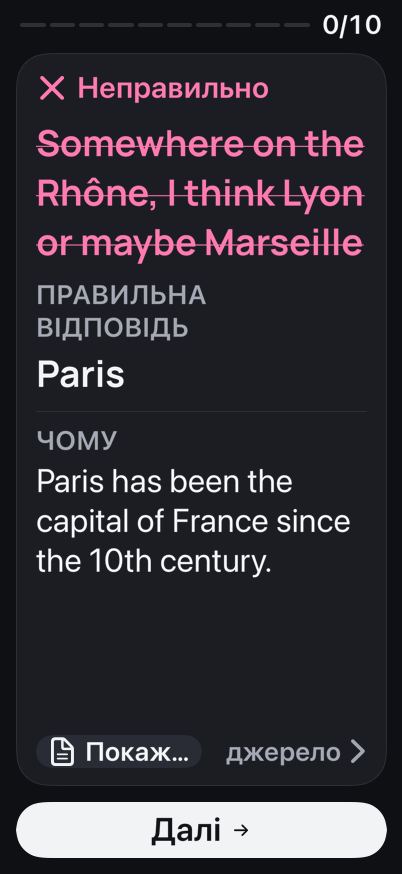 0/10
Неправильно
Somewhere on the
Rhône, I think Lyon
or maybe Marseille
ПРАВИЛЬНА
ВІДПОВІДЬ
Paris
ЧОМУ
Paris has been the
capital of France since
the 10th century.
Покаж…
джерело
Далі →